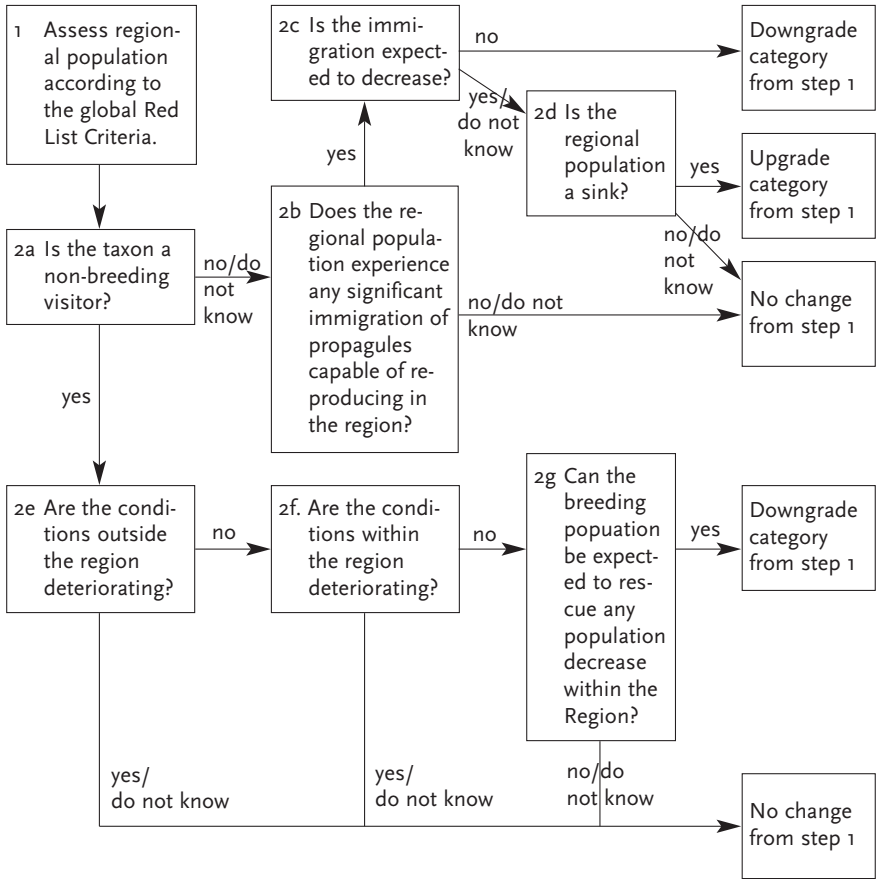 1 Assess region-
al population
according to
the global Red
List Criteria.
2a Is the taxon a
non-breeding
visitor?
no/do
not
know
yes
2b Does the re-
gional popula-
tion experience
any significant
immigration of
propagules
capable of re-
producing in
the region?
yes
no/do not
know
2c Is the immi-
gration expect-
ed to decrease?
no
yes/
do not
know
2d Is the
regional
population
a sink?
yes
no/do
not
know
Downgrade
category
from step 1
Upgrade
category
from step 1
No change
from step 1
2e Are the condi-
tions outside
the region
deteriorating?
no
yes/
do not know
2f. Are the condi-
tions within
the region
deteriorating?
no
yes/
do not know
2g Can the
breeding
popuation
be expect-
ed to res-
cue any
population
decrease
within the
Region?
yes
no/do
not know
Downgrade
category
from step 1
No change
from step 1